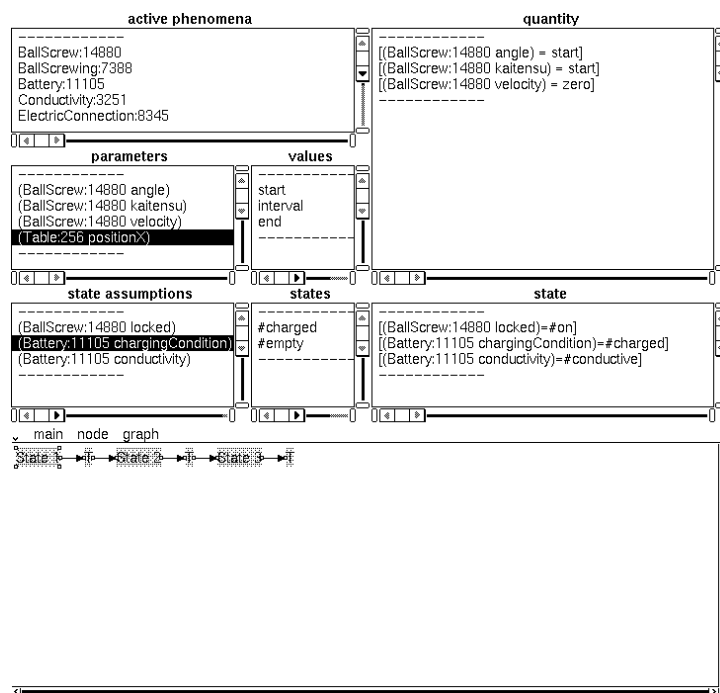 active phenomena
------------
BallScrew:14880
BallScrewing:7388
Battery:11105
Conductivity:3251
ElectricConnection:8345
quantity
------------
[(BallScrew:14880 angle) = start]
[(BallScrew:14880 kaitensu) = start]
[(BallScrew:14880 velocity) = zero]
------------
parameters
------------
(BallScrew:14880 angle)
(BallScrew:14880 kaitensu)
(BallScrew:14880 velocity)
(Table:256 positionX)
------------
values
------------
start
interval
end
------------
state assumptions
------------
(BallScrew:14880 locked)
(Battery:11105 chargingCondition)
(Battery:11105 conductivity)
------------
states
------------
#charged
#empty
------------
state
------------
[(BallScrew:14880 locked)=#on]
[(Battery:11105 chargingCondition)=#charged]
[(Battery:11105 conductivity)=#conductive]
------------
main node graph
State State State